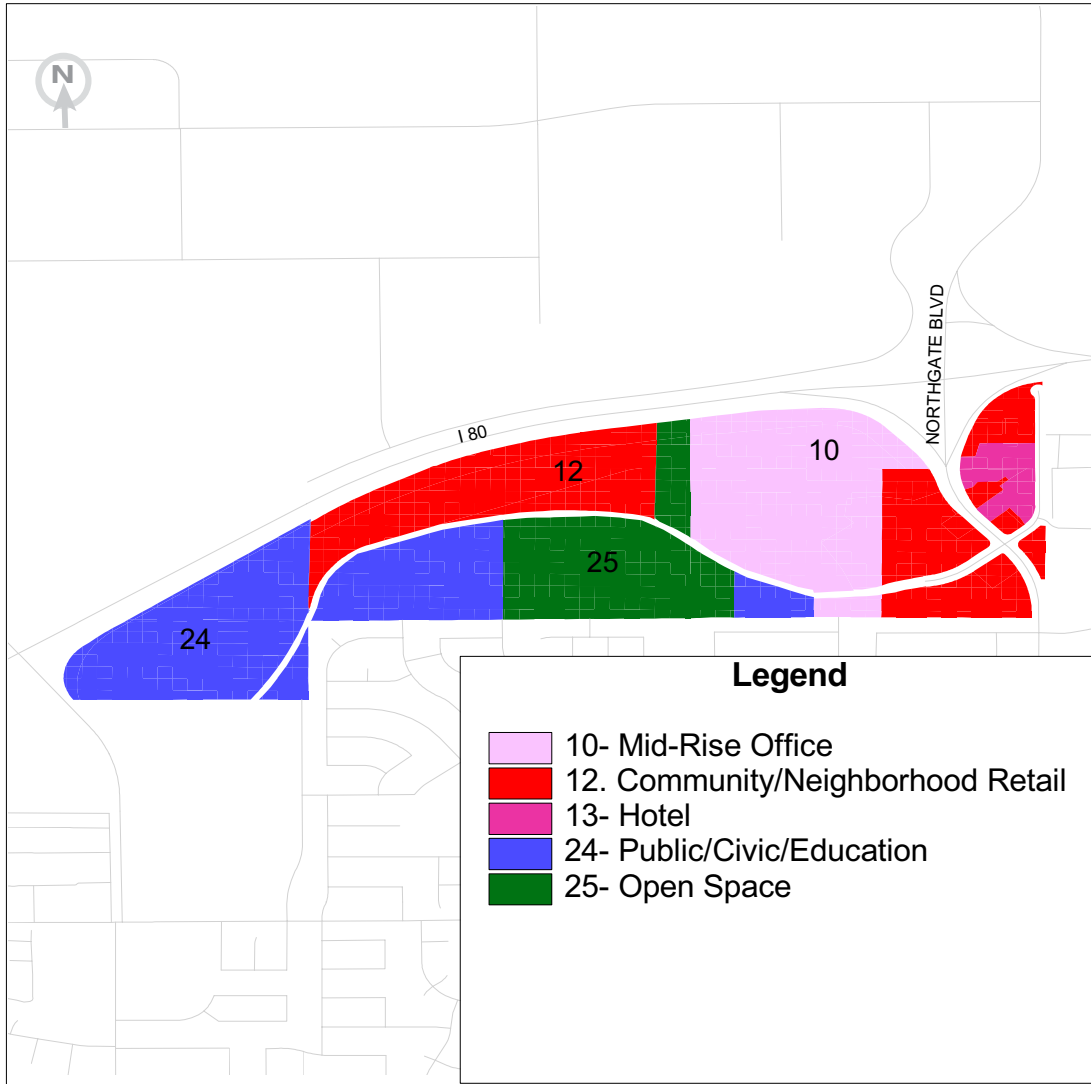 N
NORTHGATE BLVD
I 80
10
12
25
24
Legend
10- Mid-Rise Office
12. Community/Neighborhood Retail
13- Hotel
24- Public/Civic/Education
25- Open Space